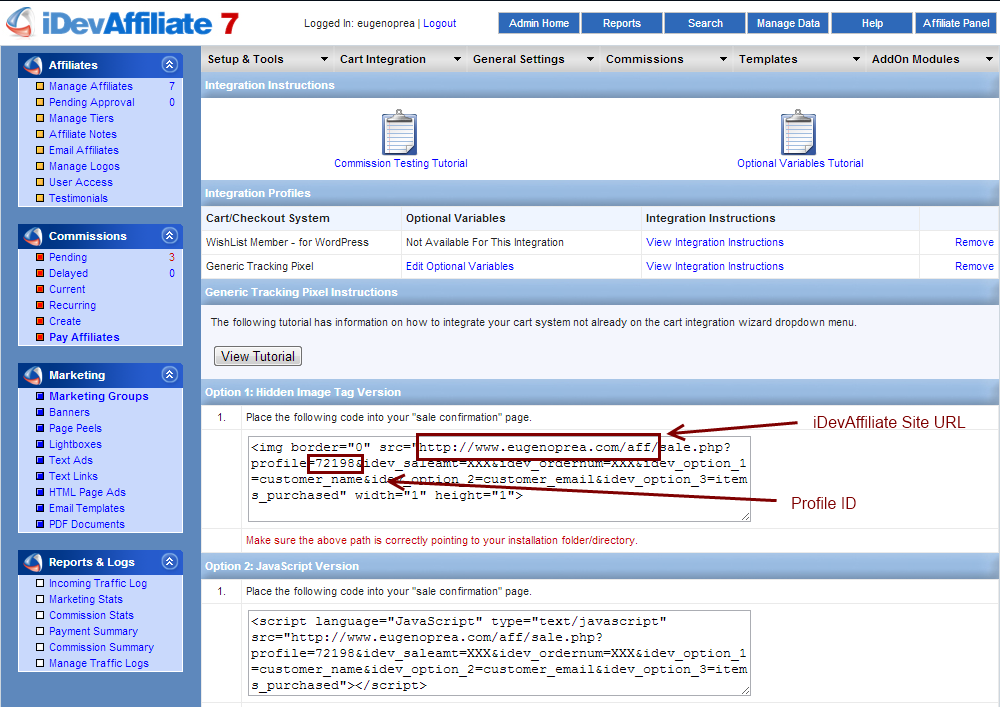 iDevAffiliate 7
Logged In: eugenoprea | Logout
Admin Home
Reports
Search
Manage Data
Help
Affiliate Panel
Setup & Tools
Cart Integration
General Settings
Commissions
Templates
AddOn Modules
Affiliates
Manage Affiliates 7
Pending Approval 0
Manage Tiers
Affiliate Notes
Email Affiliates
Manage Logos
User Access
Testimonials
Commissions
Pending 3
Delayed 0
Current
Recurring
Create
Pay Affiliates
Marketing
Marketing Groups
Banners
Page Peels
Lightboxes
Text Ads
Text Links
HTML Page Ads
Email Templates
PDF Documents
Reports & Logs
Incoming Traffic Log
Marketing Stats
Commission Stats
Payment Summary
Commission Summary
Manage Traffic Logs
Integration Instructions
Commission Testing Tutorial
Optional Variables Tutorial
Integration Profiles
Cart/Checkout System Optional Variables Integration Instructions
WishList Member - for WordPress Not Available For This Integration View Integration Instructions Remove
Generic Tracking Pixel Edit Optional Variables View Integration Instructions Remove
Generic Tracking Pixel Instructions
The following tutorial has information on how to integrate your cart system not already on the cart integration wizard dropdown menu.
View Tutorial
Option 1: Hidden Image Tag Version
1. Place the following code into your "sale confirmation" page.
<img border="0" src="http://www.eugenoprea.com/aff/sale.php?
profile=72198&idev_saleamt=XXX&idev_ordernum=XXX&idev_option_1
=customer_name&idev_option_2=customer_email&idev_option_3=item
s_purchased" width="1" height="1">
iDevAffiliate Site URL
Profile ID
Make sure the above path is correctly pointing to your installation folder/directory.
Option 2: JavaScript Version
1. Place the following code into your "sale confirmation" page.
<script language="JavaScript" type="text/javascript"
src="http://www.eugenoprea.com/aff/sale.php?
profile=72198&idev_saleamt=XXX&idev_ordernum=XXX&idev_option_1
=customer_name&idev_option_2=customer_email&idev_option_3=item
s_purchased"></script>